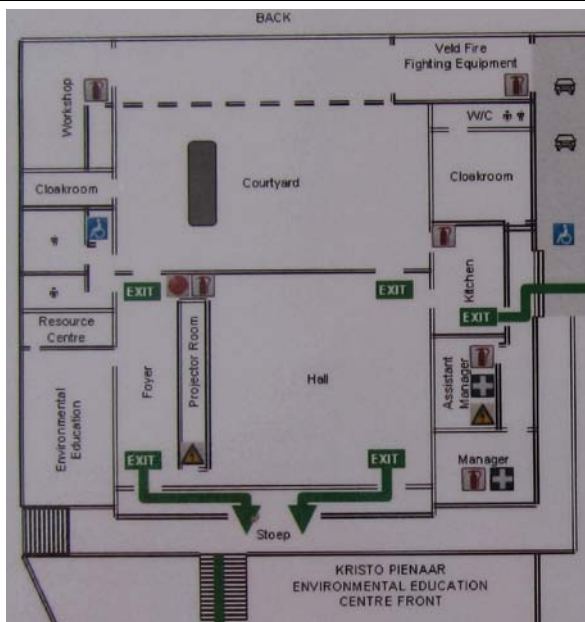 BACK
Veld Fire
Fighting Equipment
Workshop
W/C
Cloakroom
Courtyard
Cloakroom
EXIT
EXIT
Kitchen
EXIT
Resource
Centre
Foyer
Projector Room
Hall
Assistant
Manager
Environmental
Education
EXIT
EXIT
Manager
Stoep
KRISTO PIENAAR
ENVIRONMENTAL EDUCATION
CENTRE FRONT